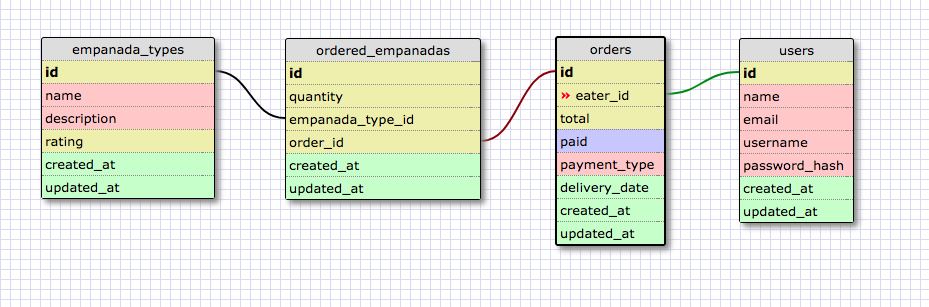 empanada_types
id
name
description
rating
created_at
updated_at
ordered_empanadas
id
quantity
empanada_type_id
order_id
created_at
updated_at
orders
id
» eater_id
total
paid
payment_type
delivery_date
created_at
updated_at
users
id
name
email
username
password_hash
created_at
updated_at